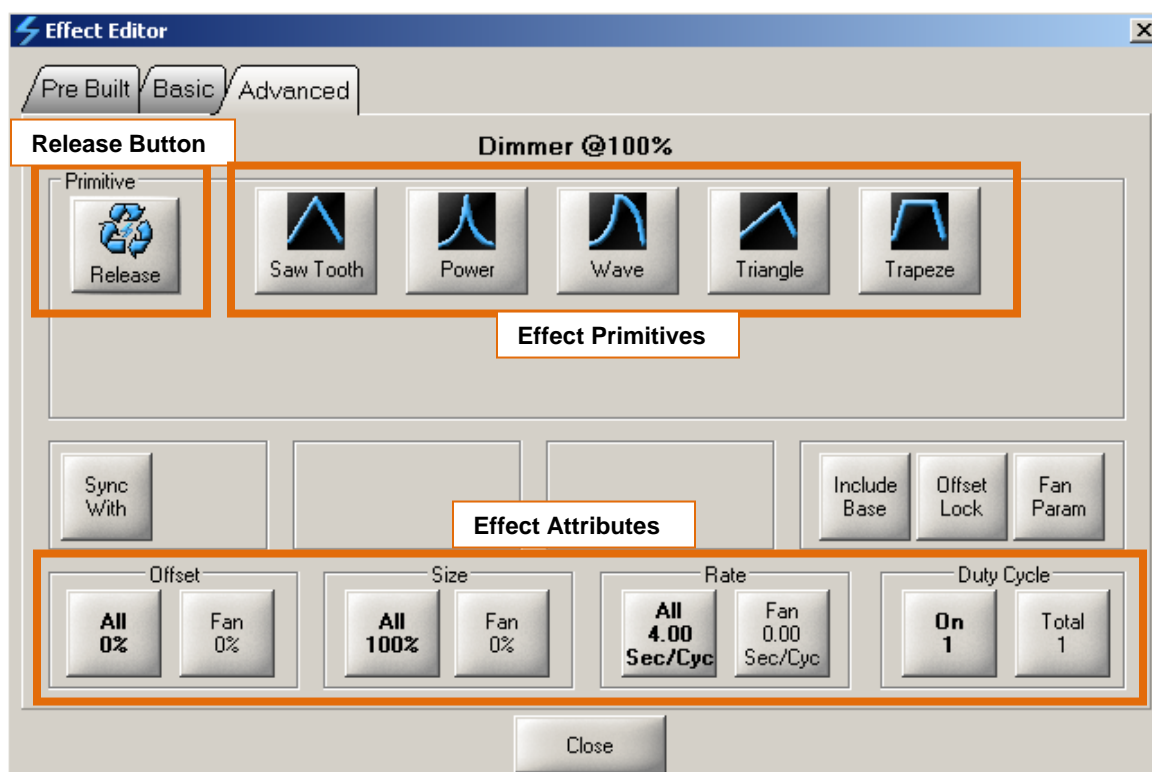 Effect Editor
Pre Built Basic Advanced
Release Button
Dimmer @100%
Primitive
Release
Saw Tooth
Power
Wave
Triangle
Trapeze
Effect Primitives
Sync
With
Include
Base
Offset
Lock
Fan
Param
Effect Attributes
Offset
All
0%
Fan
0%
Size
All
100%
Fan
0%
Rate
All
4.00
Sec/Cyc
Fan
0.00
Sec/Cyc
Duty Cycle
On
1
Total
1
Close